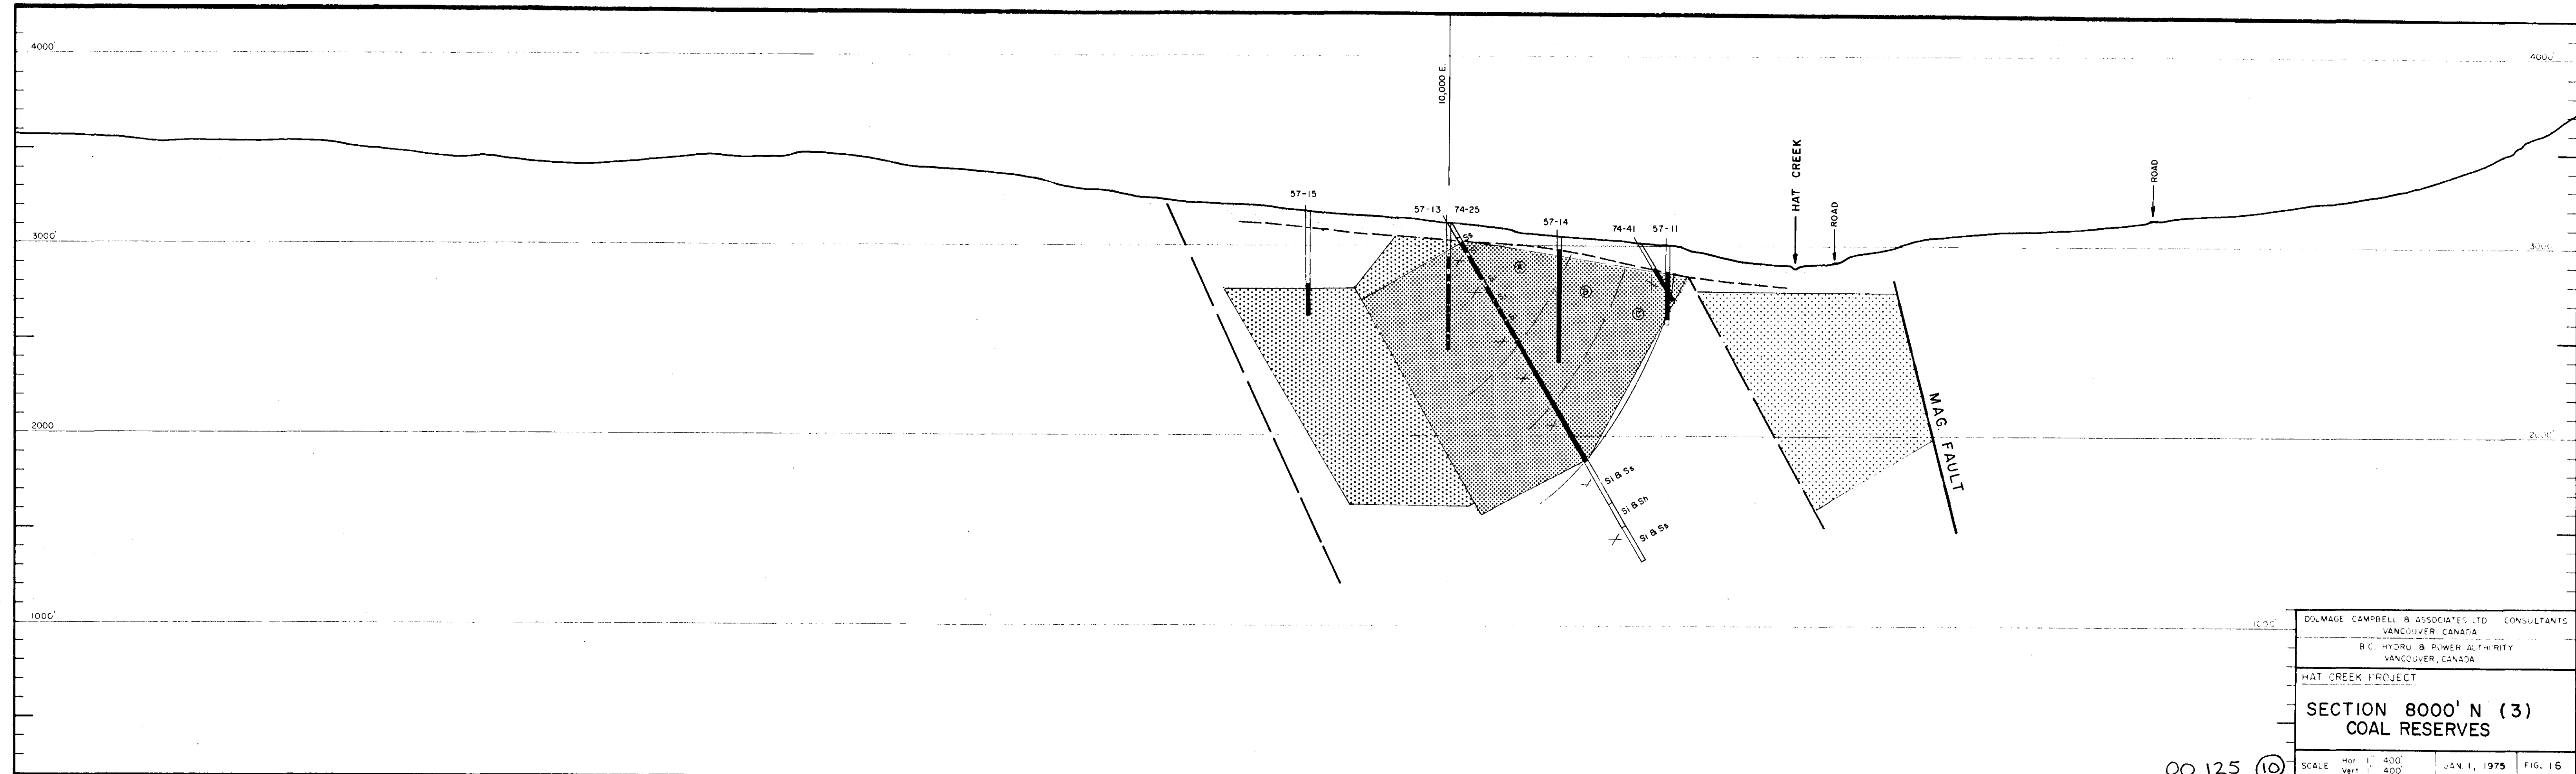 4000'
4000'
10,000 E.
HAT CREEK
ROAD
ROAD
57-15
57-13
74-25
57-14
74-41
57-11
3000'
3000'
Ss
MAG. FAULT
2000'
2000'
Si & Ss
Si & Sh
Si & Ss
1000'
1000'
DOLMAGE CAMPBELL & ASSOCIATES LTD CONSULTANTS
VANCOUVER, CANADA
B.C. HYDRO & POWER AUTHORITY
VANCOUVER, CANADA
HAT CREEK PROJECT
SECTION 8000' N (3)
COAL RESERVES
SCALE Hor 1" 400'
Vert 1" 400'
JAN. 1, 1975
FIG. 16
00 125 (10)